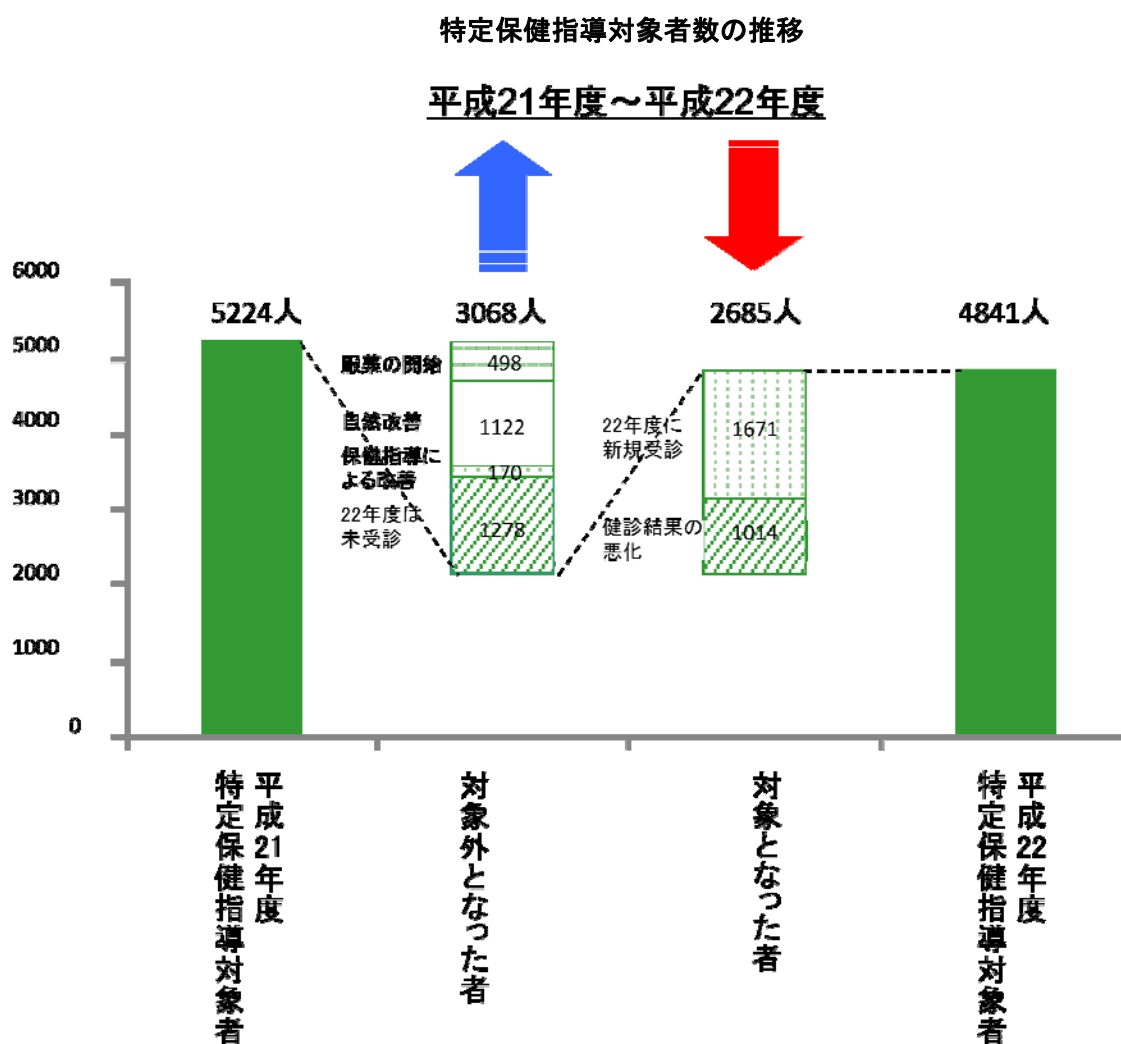 特定保健指導対象者数の推移
平成21年度～平成22年度
6000
5000
4000
3000
2000
1000
0
5224人
3068人
2685人
4841人
服薬の開始
498
自然改善
1122
保健指導に
よる改善
170
22年度は
未受診
1278
22年度に
新規受診
1671
健診結果の
悪化
1014
平成21年度
特定保健指導対象者
対象外となった者
対象となった者
平成22年度
特定保健指導対象者